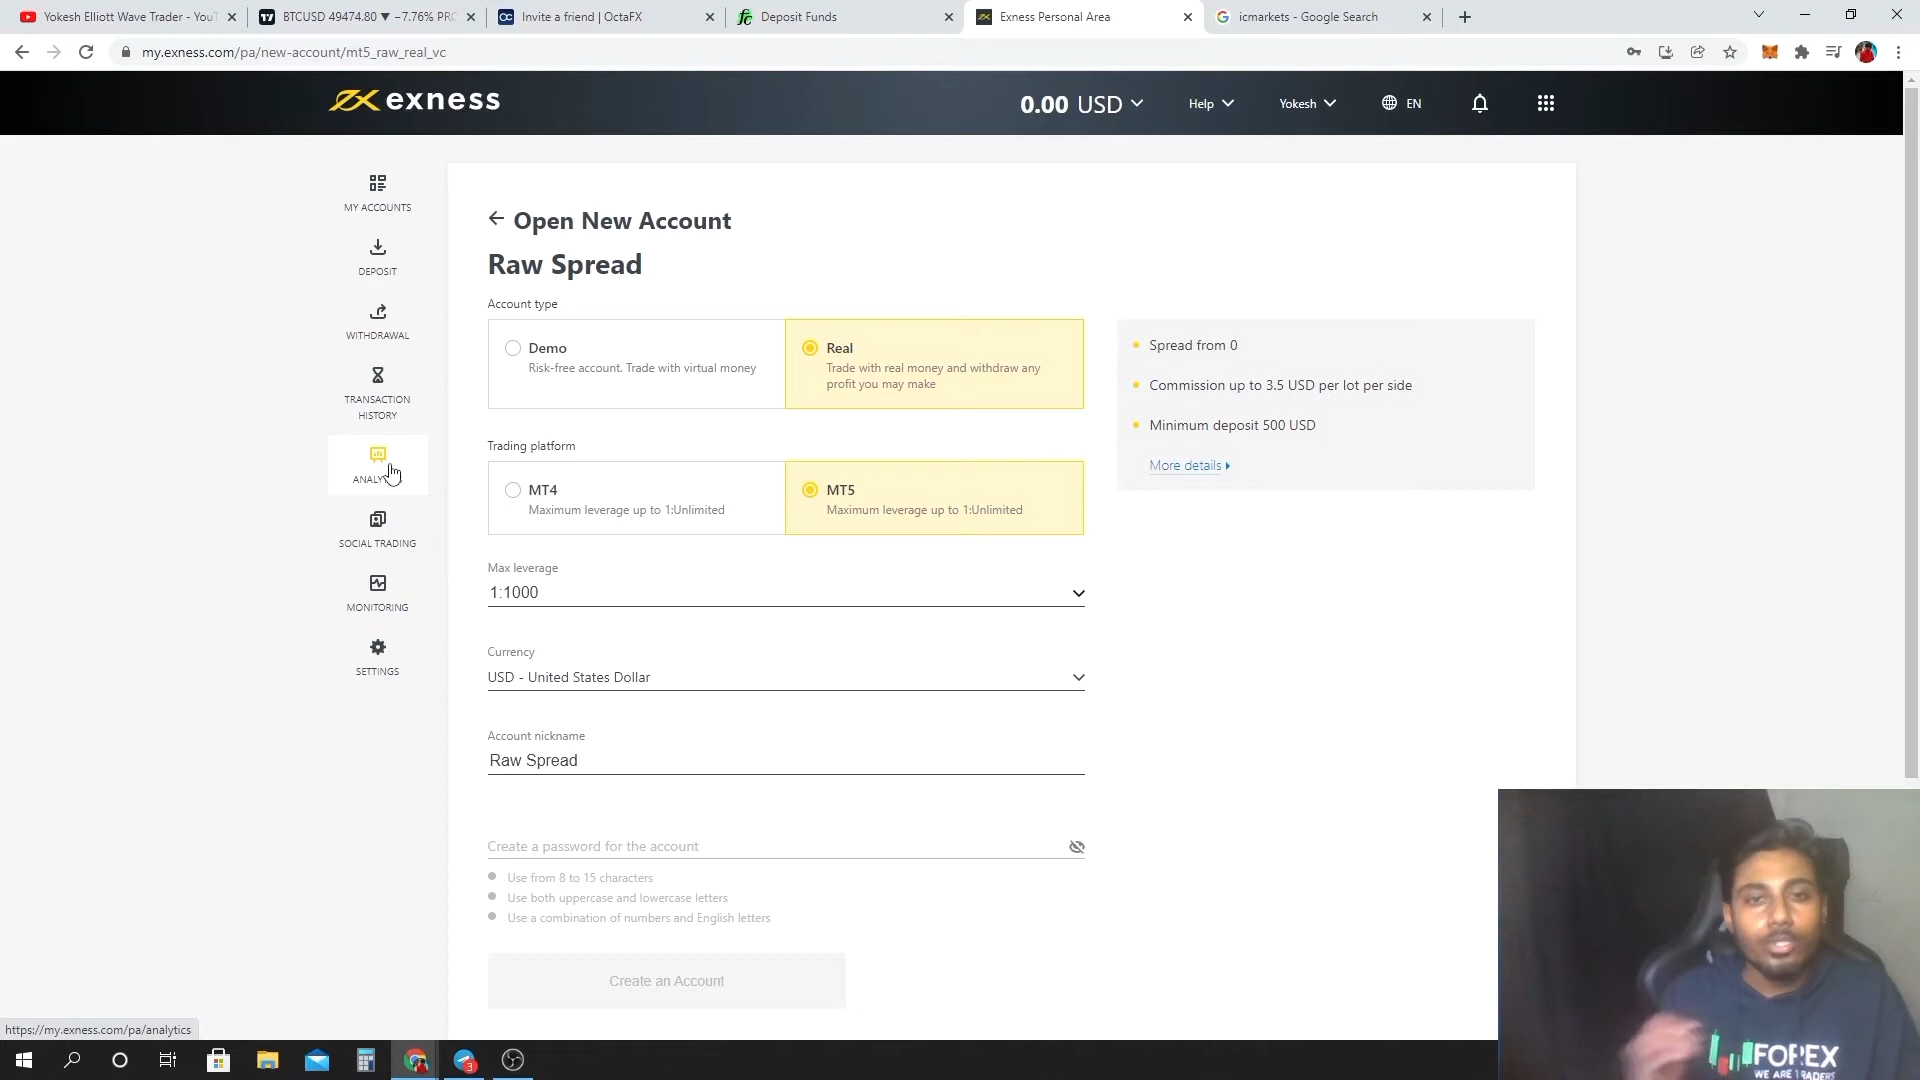 Yokesh Elliott Wave Trader - YouT
BTCUSD 49474.80 ▼ −7.76% PRO
Invite a friend | OctaFX
Deposit Funds
Exness Personal Area
icmarkets - Google Search
my.exness.com/pa/new-account/mt5_raw_real_vc
exness
0.00 USD
Help
Yokesh
EN
MY ACCOUNTS
DEPOSIT
WITHDRAWAL
TRANSACTION
HISTORY
SOCIAL TRADING
MONITORING
SETTINGS
Open New Account
Raw Spread
Account type
Demo
Risk-free account. Trade with virtual money
Real
Trade with real money and withdraw any
profit you may make
Spread from 0
Commission up to 3.5 USD per lot per side
Minimum deposit 500 USD
More details
Trading platform
MT4
Maximum leverage up to 1:Unlimited
MT5
Maximum leverage up to 1:Unlimited
Max leverage
1:1000
Currency
USD - United States Dollar
Account nickname
Raw Spread
Create a password for the account
Use from 8 to 15 characters
Use both uppercase and lowercase letters
Use a combination of numbers and English letters
Create an Account
https://my.exness.com/pa/analytics
3
FOREX
WE ARE TRADERS